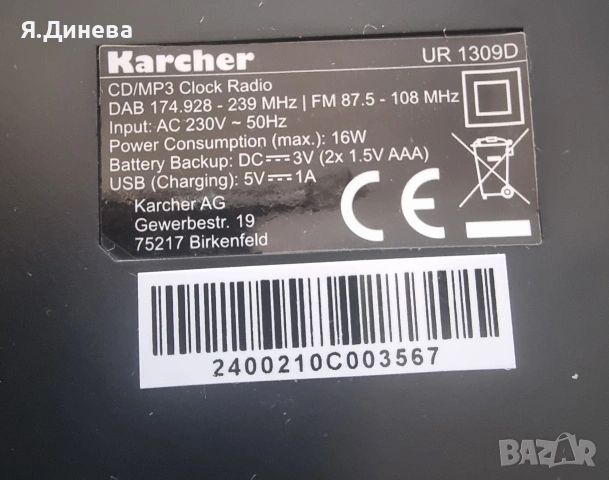 Я.Динева
Karcher UR 1309D
CD/MP3 Clock Radio
DAB 174.928 - 239 MHz | FM 87.5 - 108 MHz
Input: AC 230V ~ 50Hz
Power Consumption (max.): 16W
Battery Backup: DC⎓3V (2x 1.5V AAA)
USB (Charging): 5V⎓1A
Karcher AG
Gewerbestr. 19
75217 Birkenfeld
CE
2400210C003567
BAZAR